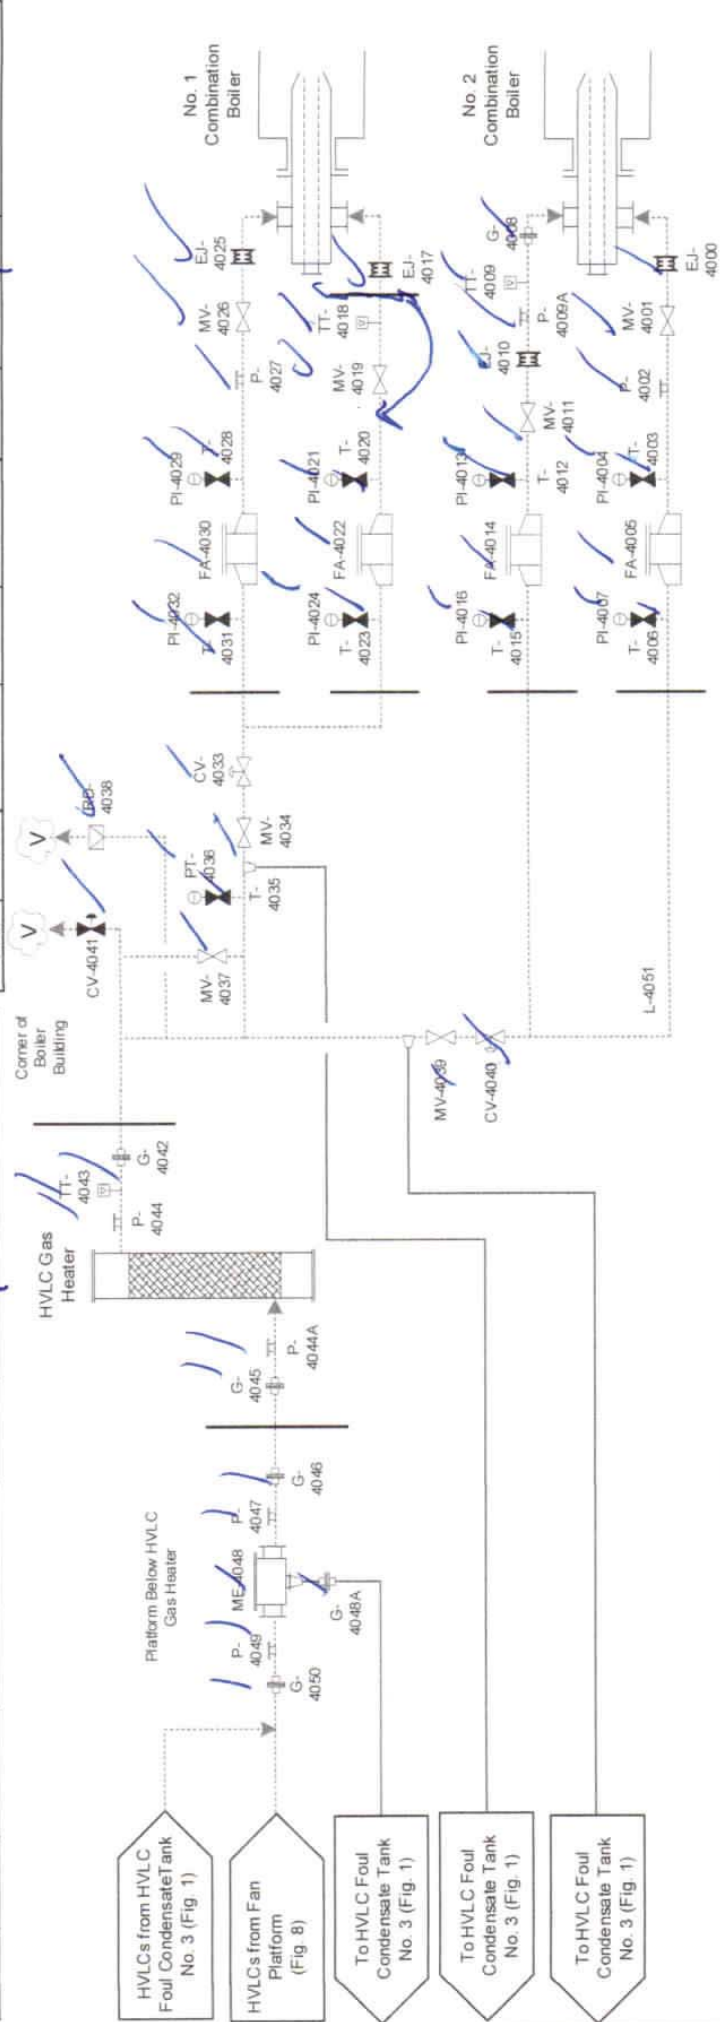 No. 1
Combination
Boiler
No. 2
Combination
Boiler
EJ-
4025
MV-
4026
P-
4027
T-
4028
PI-4029
FA-4030
T-
4031
PI-4032
EJ-
4017
TT-
4018
MV-
4019
T-
4020
PI-4021
FA-4022
T-
4023
PI-4024
G-
4008
TT-
4009
P-
4009A
EJ-
4010
MV-
4011
T-
4012
PI-4013
FA-4014
T-
4015
PI-4016
EJ-
4000
MV-4001
P-
4002
T-
4003
PI-4004
FA-4005
T-
4006
PI-4007
CV-
4033
MV-
4034
T-
4035
PT-
4036
MV-
4037
RD-
4038
V
V
CV-4041
MV-4039
CV-4040
L-4051
Corner of
Boiler
Building
G-
4042
TT-
4043
P-
4044
HVLC Gas
Heater
P-
4044A
G-
4045
G-
4046
P-
4047
ME-4048
G-
4048A
P-
4049
G-
4050
Platform Below HVLC
Gas Heater
HVLCs from HVLC
Foul CondensateTank
No. 3 (Fig. 1)
HVLCs from Fan
Platform
(Fig. 8)
To HVLC Foul
Condensate Tank
No. 3 (Fig. 1)
To HVLC Foul
Condensate Tank
No. 3 (Fig. 1)
To HVLC Foul
Condensate Tank
No. 3 (Fig. 1)